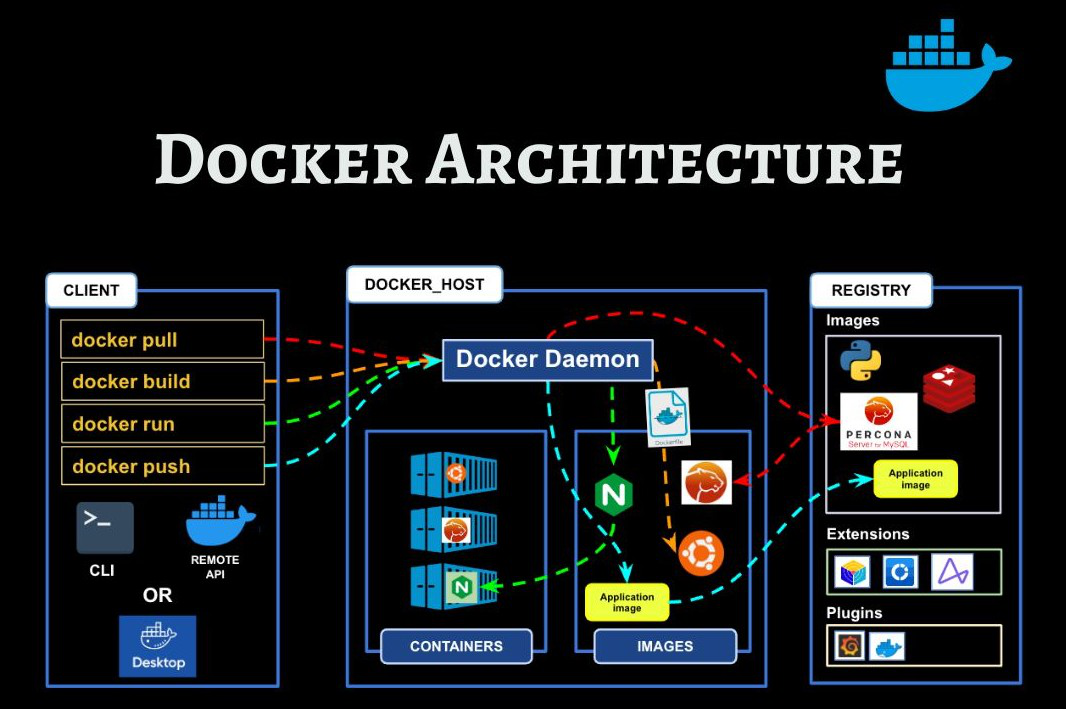 DOCKER ARCHITECTURE
CLIENT
docker pull
docker build
docker run
docker push
>_
CLI
REMOTE
API
OR
Desktop
DOCKER_HOST
Docker Daemon
Dockerfile
N
N
Application
image
CONTAINERS
IMAGES
REGISTRY
Images
PERCONA
Server for MySQL
Application
image
Extensions
Plugins